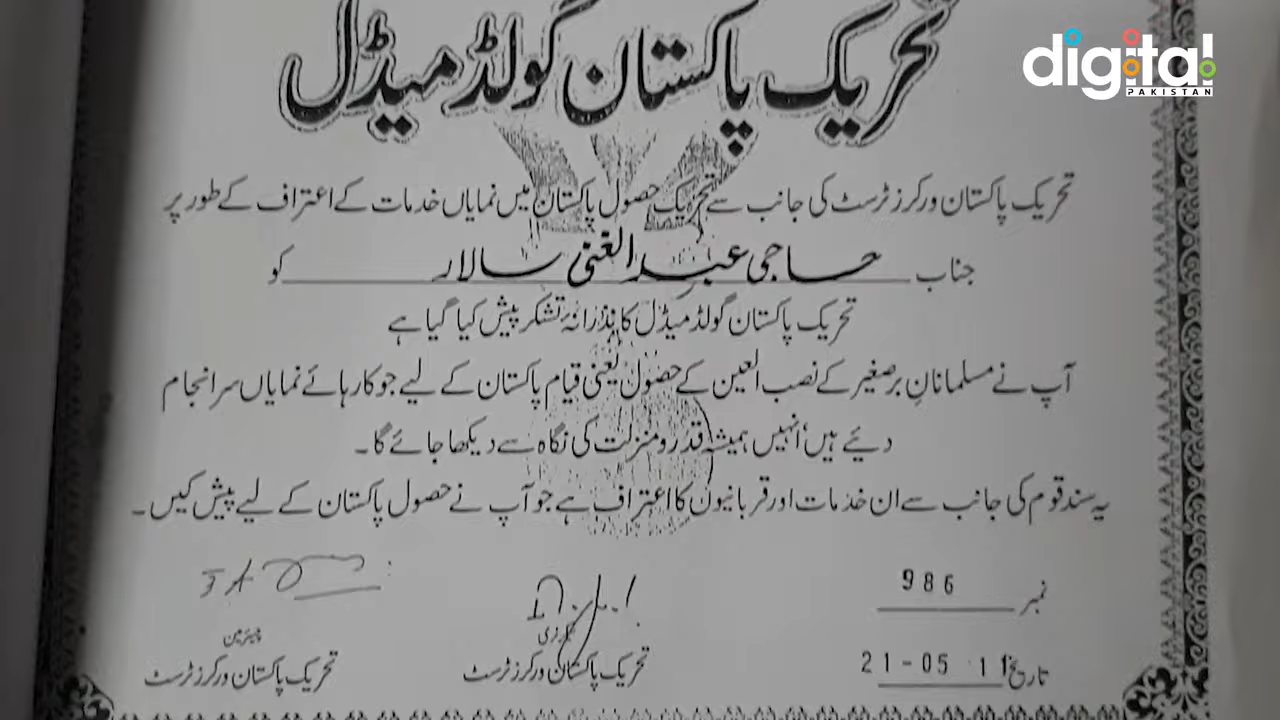 digital
PAKISTAN
تحریک پاکستان گولڈ میڈل
تحریک پاکستان ورکرز ٹرسٹ کی جانب سے تحریک حصول پاکستان میں نمایاں خدمات کے اعتراف کے طور پر
جناب حاجی عبدالغنی سالار کو
تحریک پاکستان گولڈ میڈل کا نذرانۂ تشکر پیش کیا گیا ہے
آپ نے مسلمانانِ برصغیر کے نصب العین کے حصول یعنی قیام پاکستان کے لیے جو کارہائے نمایاں سرانجام
دئیے ہیں انہیں ہمیشہ قدر و منزلت کی نگاہ سے دیکھا جائے گا۔
یہ سند قوم کی جانب سے ان خدمات اور قربانیوں کا اعتراف ہے جو آپ نے حصول پاکستان کے لیے پیش کیں۔
نمبر 986
تاریخ 21-05 11
سیکرٹری
تحریک پاکستان ورکرز ٹرسٹ
چیئرمین
تحریک پاکستان ورکرز ٹرسٹ